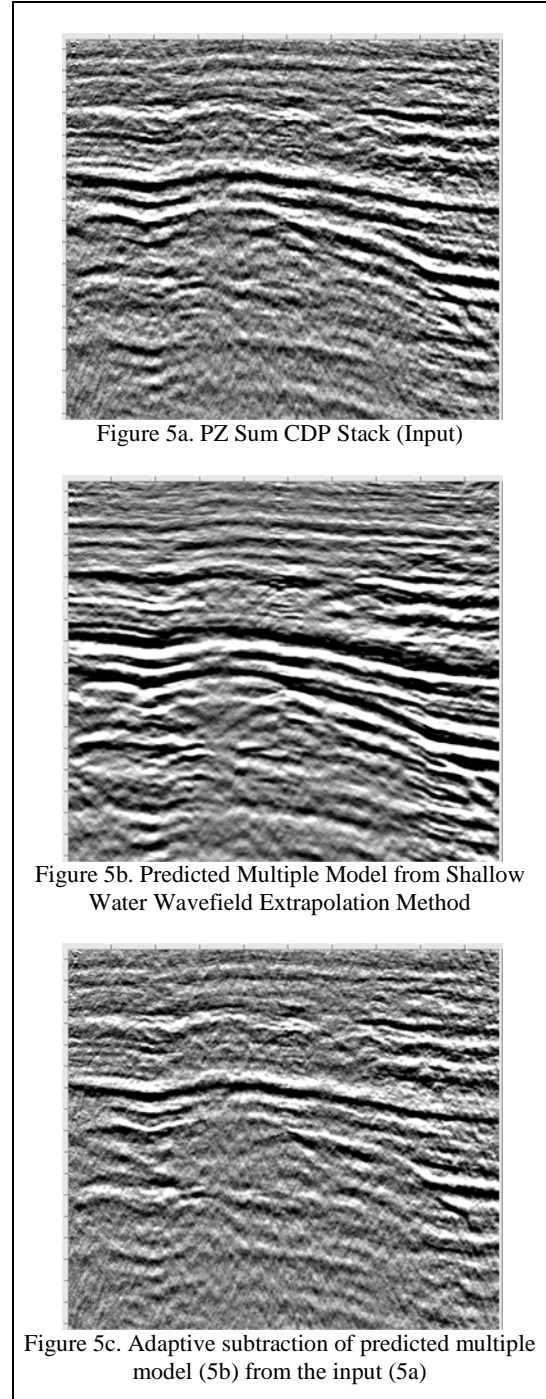 Figure 5a. PZ Sum CDP Stack (Input)
Figure 5b. Predicted Multiple Model from Shallow
Water Wavefield Extrapolation Method
Figure 5c. Adaptive subtraction of predicted multiple
model (5b) from the input (5a)